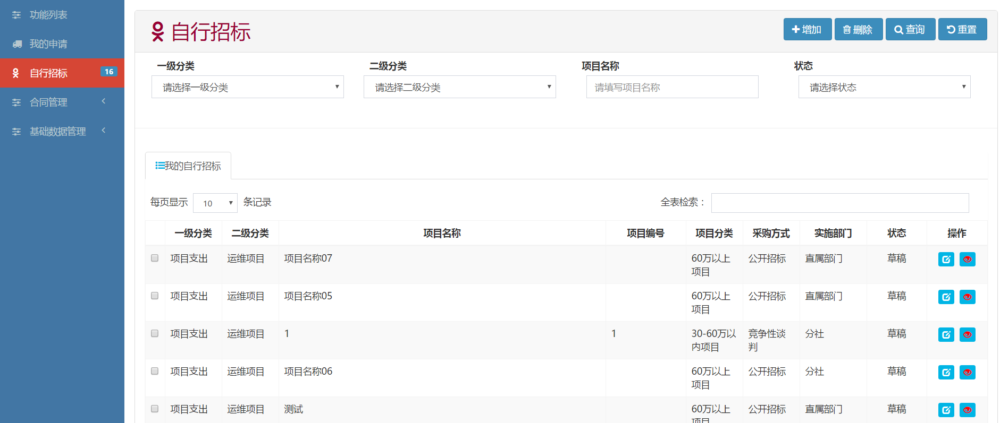 功能列表
我的申请
自行招标 16
合同管理
基础数据管理
自行招标
增加 删除 查询 重置
一级分类 二级分类 项目名称 状态
请选择一级分类 请选择二级分类 请填写项目名称 请选择状态
我的自行招标
每页显示 10 条记录 全表检索：
一级分类 二级分类 项目名称 项目编号 项目分类 采购方式 实施部门 状态 操作
项目支出 运维项目 项目名称07 60万以上 公开招标 直属部门 草稿
项目
项目支出 运维项目 项目名称05 60万以上 公开招标 直属部门 草稿
项目
项目支出 运维项目 1 1 30-60万以 竞争性谈 分社 草稿
内项目 判
项目支出 运维项目 项目名称06 60万以上 公开招标 分社 草稿
项目
项目支出 运维项目 测试 60万以上 公开招标 直属部门 草稿
项目